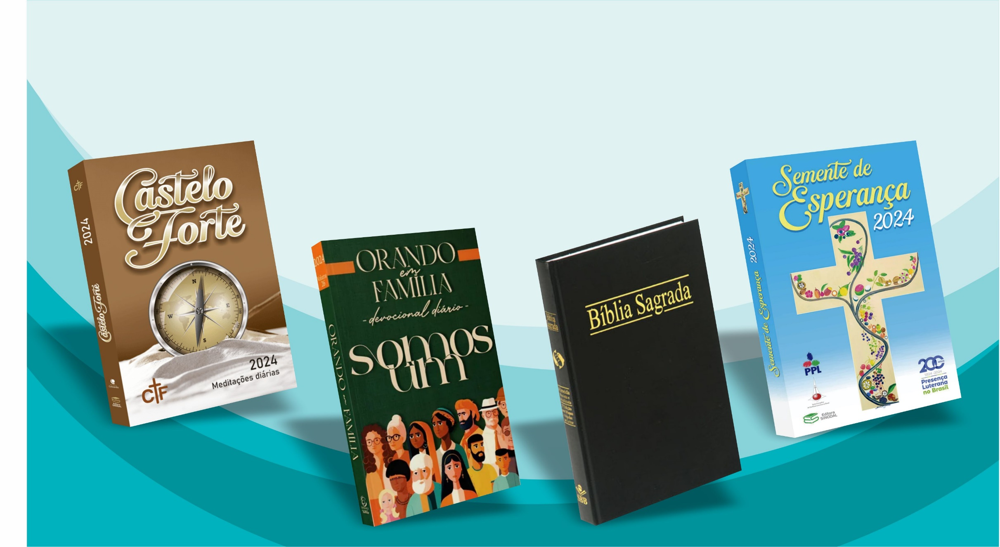 Castelo
Forte
N
E
S
W
2024
Meditações diárias
CTF
CTF
2024
Castelo Forte
Concórdia
Editora
SINODAL
ORANDO
em
FAMÍLIA
- devocional diário -
somos
um
2024
Volume
26
ORANDO em FAMÍLIA
Bíblia Sagrada
Bíblia
Sagrada
SBB
Semente de
Esperança
2024
PPL
Editora
SINODAL
200 anos
1824-2024
Presença
Luterana
no Brasil
Semente de Esperança 2024